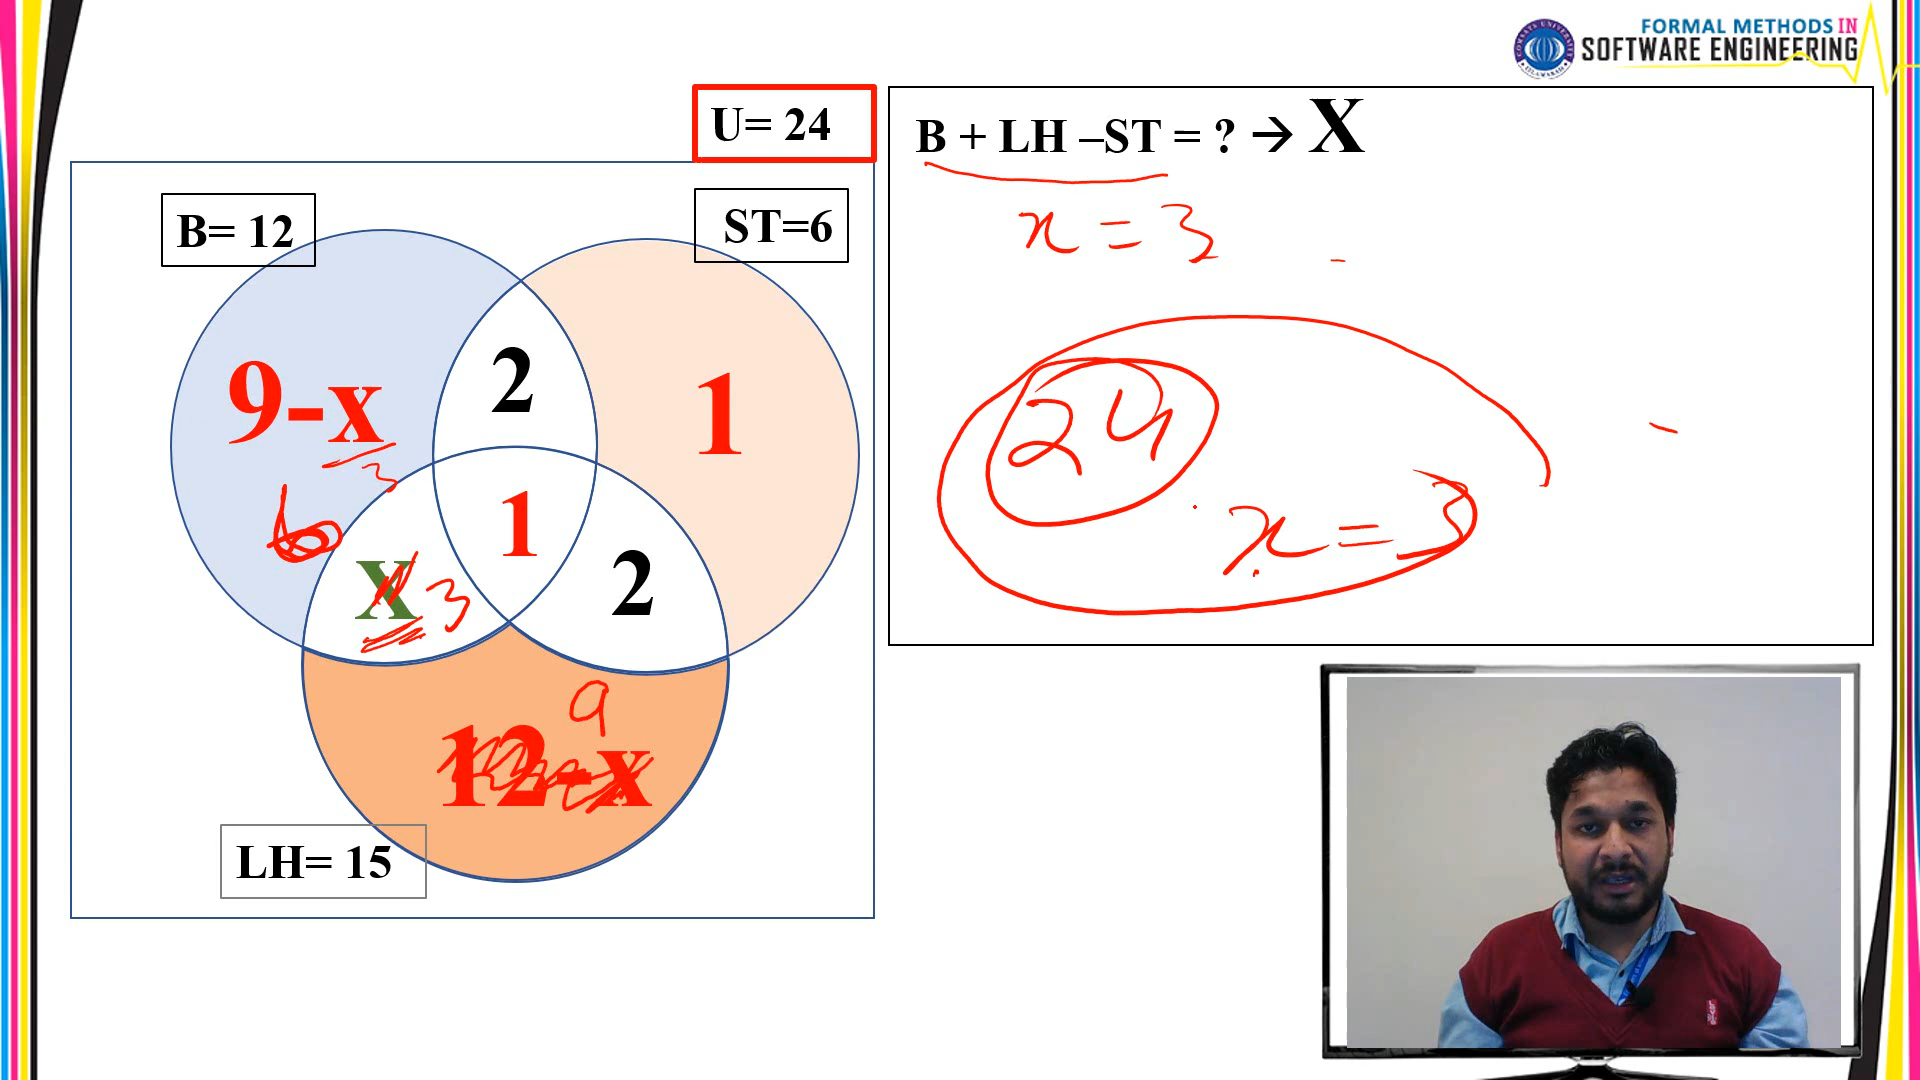 FORMAL METHODS IN
SOFTWARE ENGINEERING
U= 24
B + LH –ST = ? → X
B= 12
ST=6
x = 3
9-x
2
1
3
24
6
1
x = 3
X 3
2
9
12-x
LH= 15